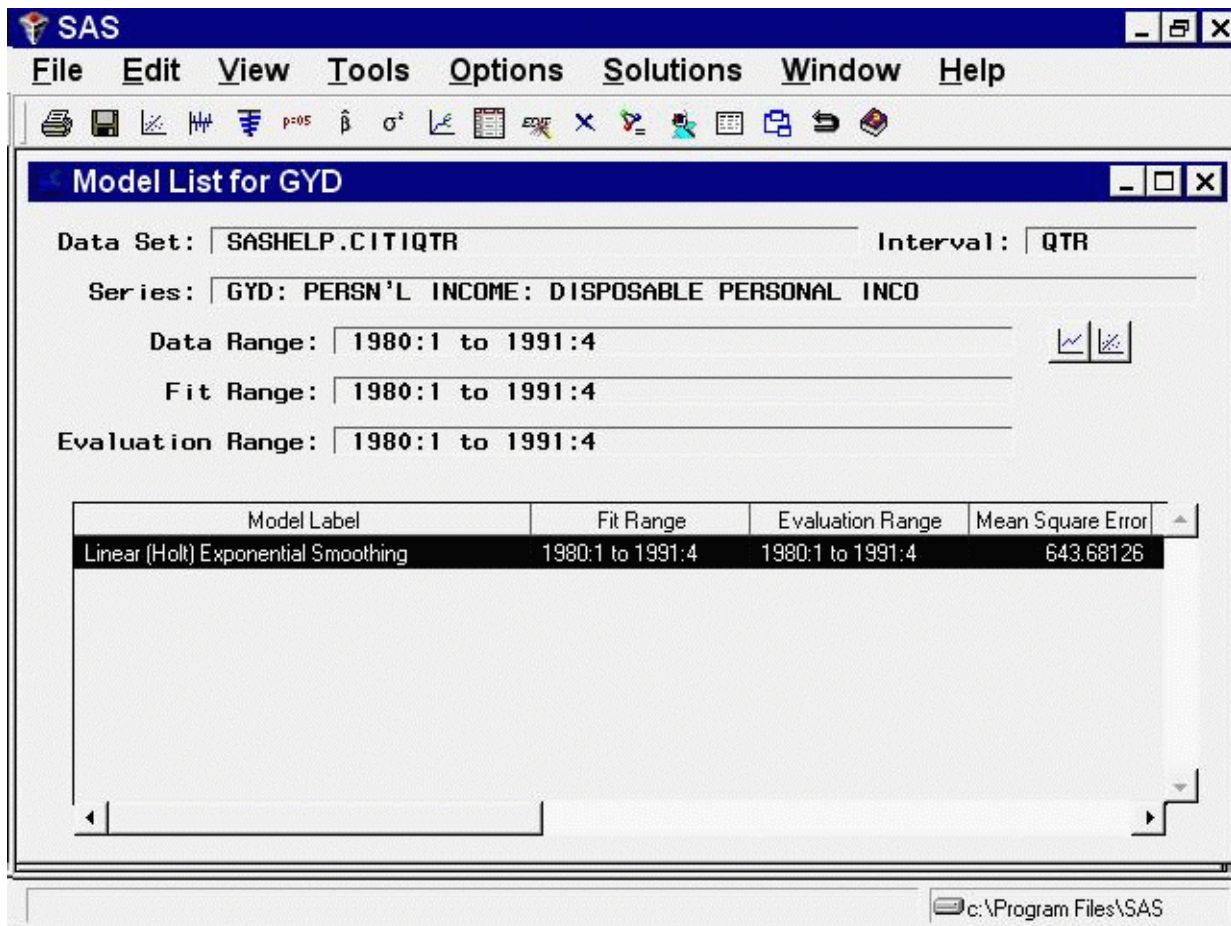 SAS
File Edit View Tools Options Solutions Window Help
p=05 β̂ σ² EDIT
Model List for GYD
Data Set: SASHELP.CITIQTR Interval: QTR
Series: GYD: PERSN'L INCOME: DISPOSABLE PERSONAL INCO
Data Range: 1980:1 to 1991:4
Fit Range: 1980:1 to 1991:4
Evaluation Range: 1980:1 to 1991:4
Model Label Fit Range Evaluation Range Mean Square Error
Linear (Holt) Exponential Smoothing 1980:1 to 1991:4 1980:1 to 1991:4 643.68126
c:\Program Files\SAS